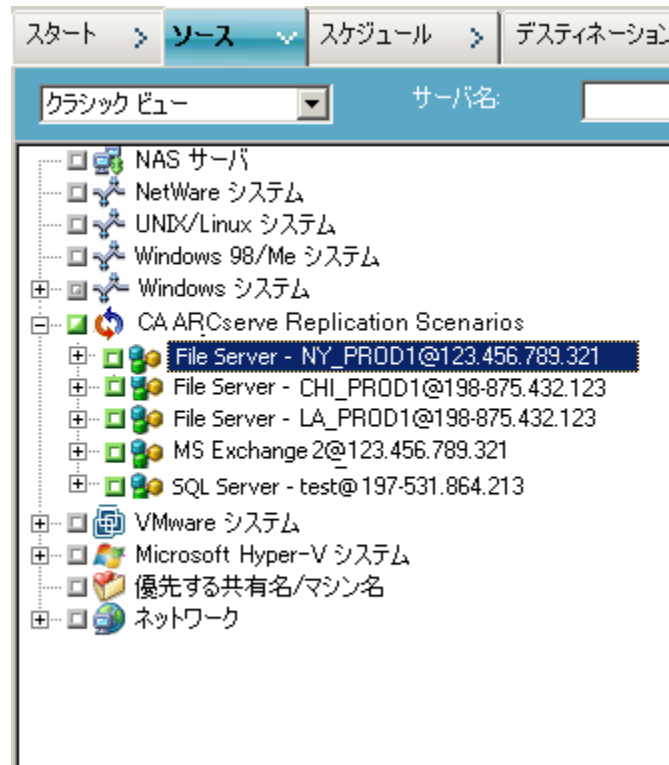 スタート ソース スケジュール デスティネーション
クラシック ビュー サーバ名:
NAS サーバ
NetWare システム
UNIX/Linux システム
Windows 98/Me システム
Windows システム
CA ARCserve Replication Scenarios
File Server - NY_PROD1@123.456.789.321
File Server - CHI_PROD1@198-875.432.123
File Server - LA_PROD1@198-875.432.123
MS Exchange 2@123.456.789.321
SQL Server - test@ 197-531.864.213
VMware システム
Microsoft Hyper-V システム
優先する共有名/マシン名
ネットワーク